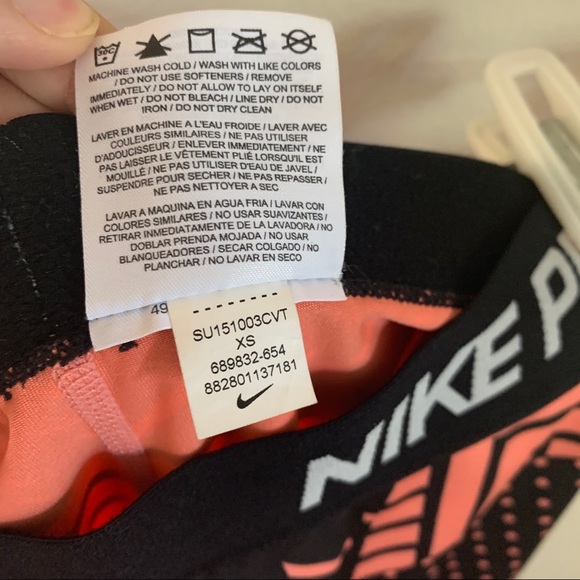 30C
MACHINE WASH COLD / WASH WITH LIKE COLORS
/ DO NOT USE SOFTENERS / REMOVE
IMMEDIATELY / DO NOT ALLOW TO LAY ON ITSELF
WHEN WET / DO NOT BLEACH / LINE DRY / DO NOT
IRON / DO NOT DRY CLEAN
LAVER EN MACHINE A L'EAU FROIDE / LAVER AVEC
COULEURS SIMILAIRES / NE PAS UTILISER
D'ADOUCISSEUR / ENLEVER IMMEDIATEMENT / NE
PAS LAISSER LE VÊTEMENT PLIÉ LORSQU'IL EST
MOUILLÉ / NE PAS UTILISER D'EAU DE JAVEL /
SUSPENDRE POUR SECHER / NE PAS REPASSER /
NE PAS NETTOYER A SEC
LAVAR A MAQUINA EN AGUA FRIA / LAVAR CON
COLORES SIMILARES / NO USAR SUAVIZANTES /
RETIRAR INMEDIATAMENTE DE LA LAVADORA / NO
DOBLAR PRENDA MOJADA / NO USAR
BLANQUEADORES / SECAR COLGADO / NO
PLANCHAR / NO LAVAR EN SECO
49
SU151003CVT
XS
689832-654
882801137181
NIKE P